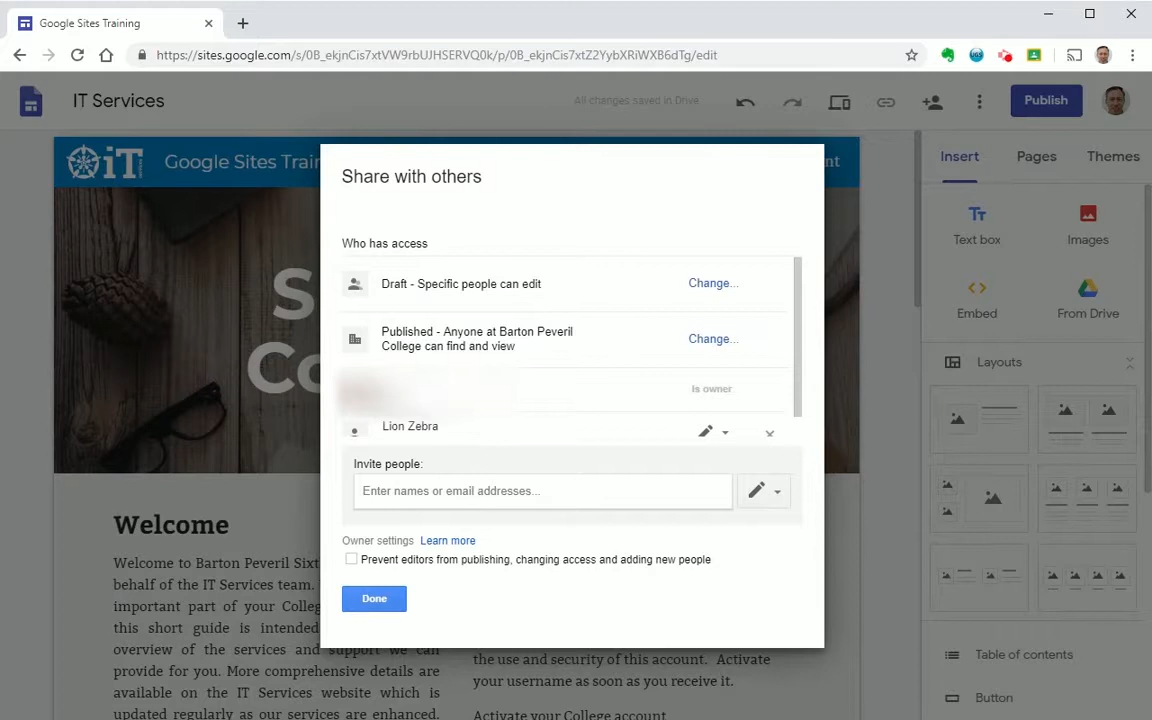 Google Sites Training
https://sites.google.com/s/0B_ekjnCis7xtVW9rbUJHSERVQ0k/p/0B_ekjnCis7xtZ2YybXRiWXB6dTg/edit
UGS
IT Services
All changes saved in Drive
Publish
iT
Google Sites Trai
nt
Insert
Pages
Themes
Share with others
Who has access
Draft - Specific people can edit
Change...
Published - Anyone at Barton Peveril
College can find and view
Change...
Is owner
Lion Zebra
Invite people:
Enter names or email addresses...
Owner settings Learn more
Prevent editors from publishing, changing access and adding new people
Done
S
Co
Welcome
Welcome to Barton Peveril Sixt
behalf of the IT Services team.
important part of your Colleg
this short guide is intended
overview of the services and support we can
provide for you. More comprehensive details are
available on the IT Services website which is
updated regularly as our services are enhanced.
the use and security of this account. Activate
your username as soon as you receive it.
Activate your College account
Text box
Images
Embed
From Drive
Layouts
Table of contents
Button